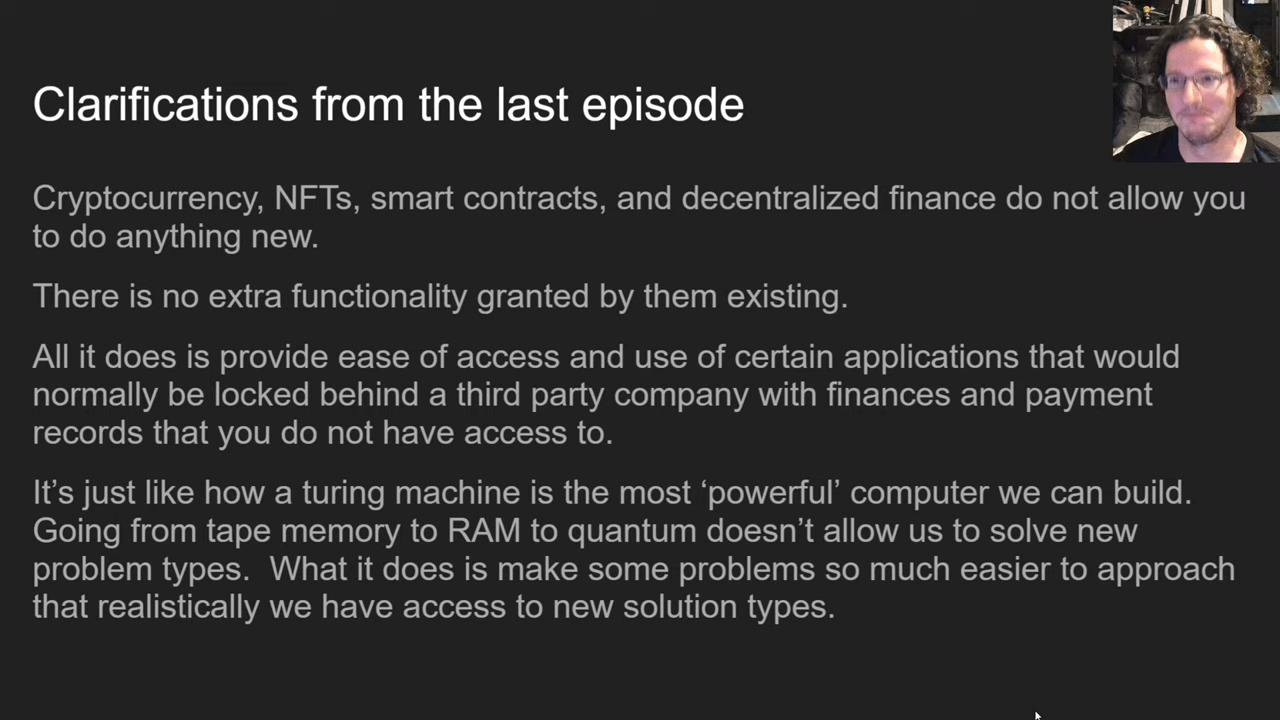 Clarifications from the last episode
Cryptocurrency, NFTs, smart contracts, and decentralized finance do not allow you
to do anything new.
There is no extra functionality granted by them existing.
All it does is provide ease of access and use of certain applications that would
normally be locked behind a third party company with finances and payment
records that you do not have access to.
It’s just like how a turing machine is the most ‘powerful’ computer we can build.
Going from tape memory to RAM to quantum doesn’t allow us to solve new
problem types.  What it does is make some problems so much easier to approach
that realistically we have access to new solution types.